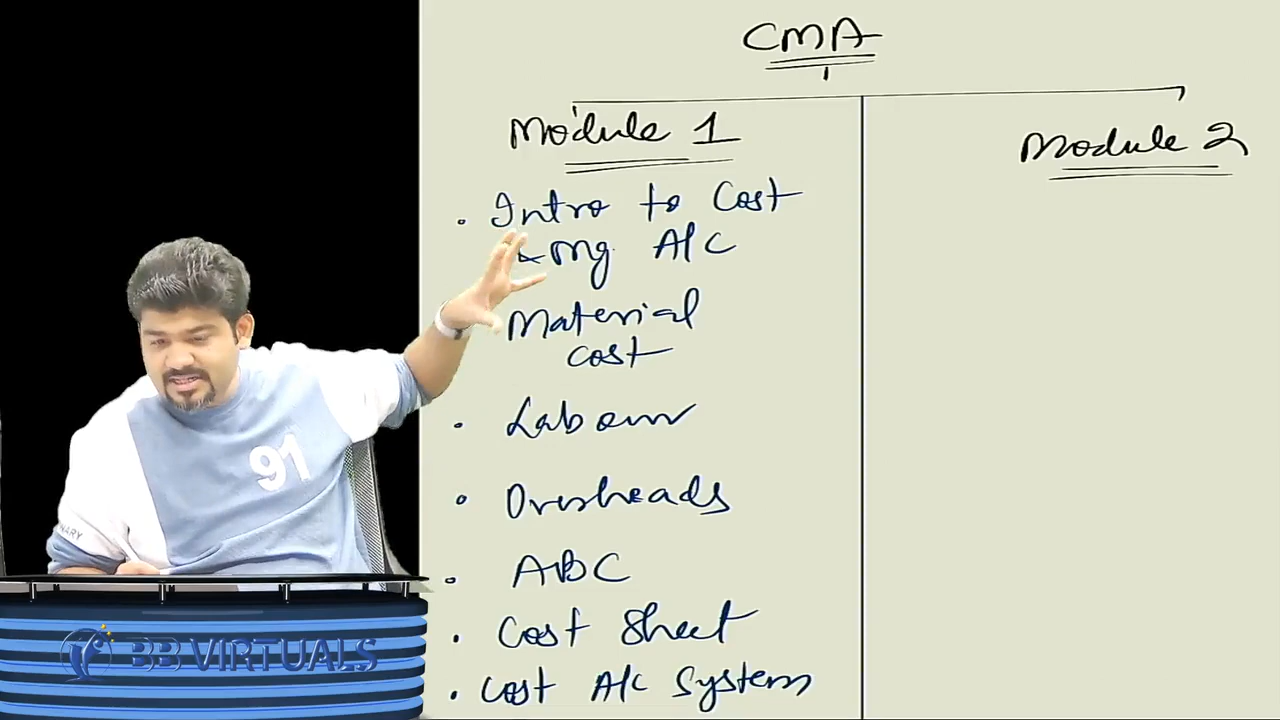 CMA
Module 1
• Intro to Cost
& Mg A/C
Material
cost
• Labour
• Overheads
• ABC
• Cost Sheet
• Cost A/c System
Module 2
91
NARY
BB VIRTUALS